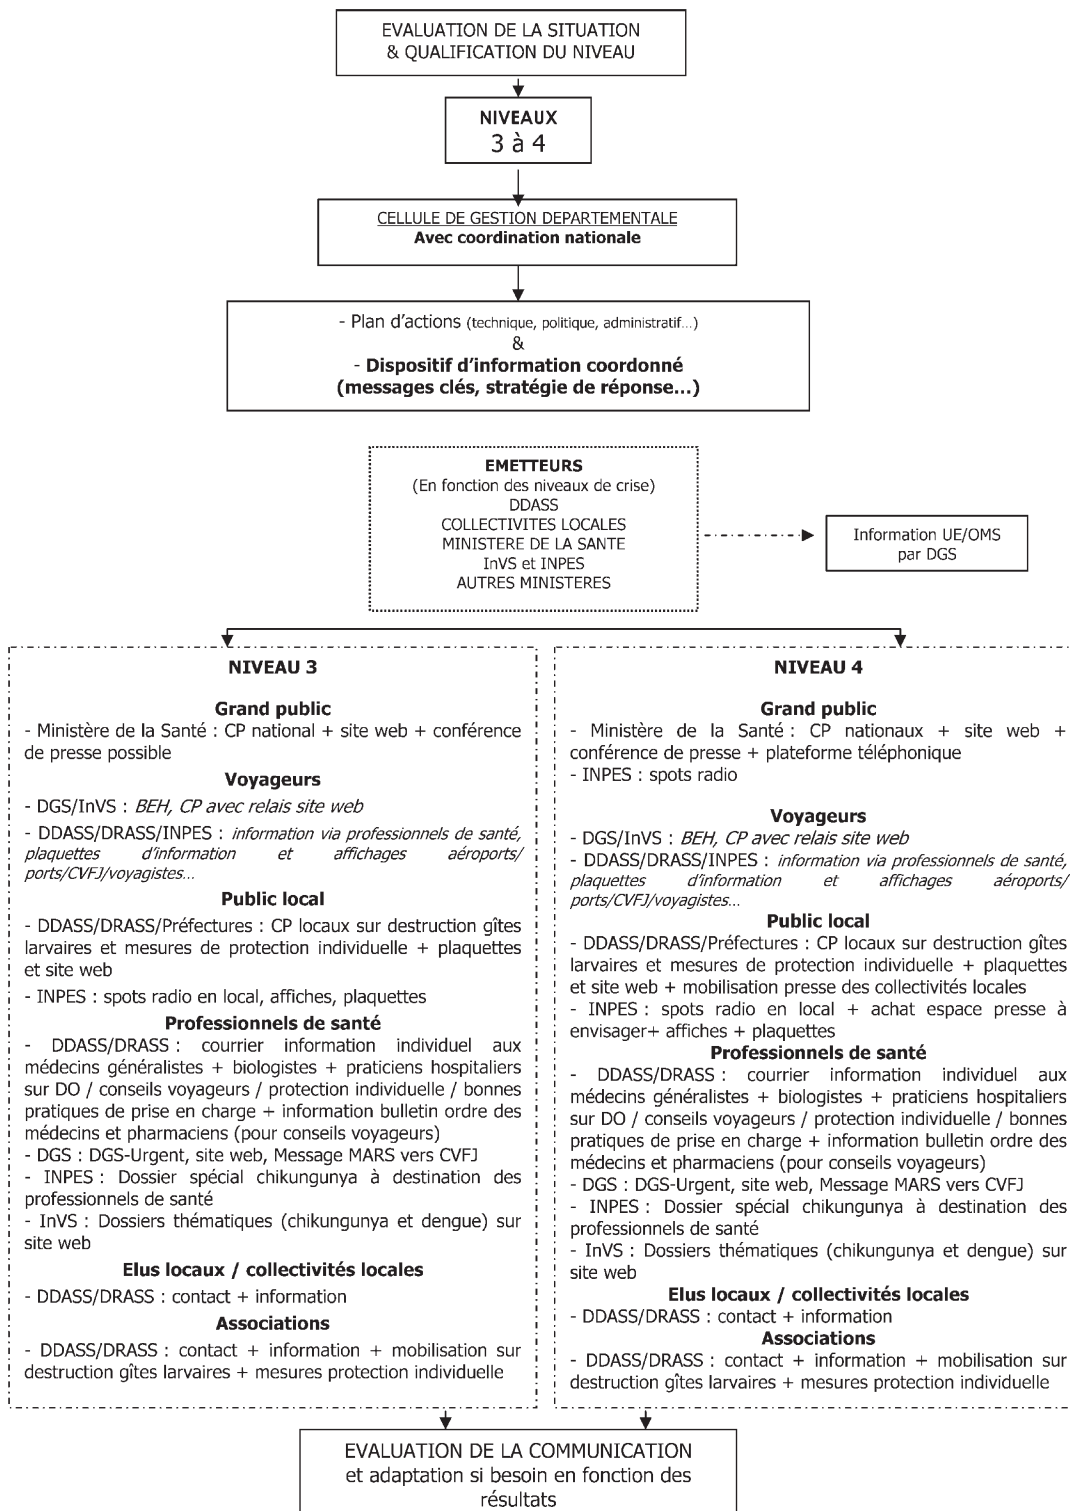 EVALUATION DE LA SITUATION
& QUALIFICATION DU NIVEAU
NIVEAUX
3 à 4
CELLULE DE GESTION DEPARTEMENTALE
Avec coordination nationale
- Plan d'actions (technique, politique, administratif...)
&
- Dispositif d'information coordonné
(messages clés, stratégie de réponse...)
EMETTEURS
(En fonction des niveaux de crise)
DDASS
COLLECTIVITES LOCALES
MINISTERE DE LA SANTE
InVS et INPES
AUTRES MINISTERES
Information UE/OMS
par DGS
NIVEAU 3
Grand public
- Ministère de la Santé : CP national + site web + conférence
de presse possible
Voyageurs
- DGS/InVS : BEH, CP avec relais site web
- DDASS/DRASS/INPES : information via professionnels de santé,
plaquettes d'information et affichages aéroports/
ports/CVFJ/voyagistes...
Public local
- DDASS/DRASS/Préfectures : CP locaux sur destruction gîtes
larvaires et mesures de protection individuelle + plaquettes
et site web
- INPES : spots radio en local, affiches, plaquettes
Professionnels de santé
- DDASS/DRASS : courrier information individuel aux
médecins généralistes + biologistes + praticiens hospitaliers
sur DO / conseils voyageurs / protection individuelle / bonnes
pratiques de prise en charge + information bulletin ordre des
médecins et pharmaciens (pour conseils voyageurs)
- DGS : DGS-Urgent, site web, Message MARS vers CVFJ
- INPES : Dossier spécial chikungunya à destination des
professionnels de santé
- InVS : Dossiers thématiques (chikungunya et dengue) sur
site web
Elus locaux / collectivités locales
- DDASS/DRASS : contact + information
Associations
- DDASS/DRASS : contact + information + mobilisation sur
destruction gîtes larvaires + mesures protection individuelle
NIVEAU 4
Grand public
- Ministère de la Santé : CP nationaux + site web +
conférence de presse + plateforme téléphonique
- INPES : spots radio
Voyageurs
- DGS/InVS : BEH, CP avec relais site web
- DDASS/DRASS/INPES : information via professionnels de santé,
plaquettes d'information et affichages aéroports/
ports/CVFJ/voyagistes...
Public local
- DDASS/DRASS/Préfectures : CP locaux sur destruction gîtes
larvaires et mesures de protection individuelle + plaquettes
et site web + mobilisation presse des collectivités locales
- INPES : spots radio en local + achat espace presse à
envisager+ affiches + plaquettes
Professionnels de santé
- DDASS/DRASS : courrier information individuel aux
médecins généralistes + biologistes + praticiens hospitaliers
sur DO / conseils voyageurs / protection individuelle / bonnes
pratiques de prise en charge + information bulletin ordre des
médecins et pharmaciens (pour conseils voyageurs)
- DGS : DGS-Urgent, site web, Message MARS vers CVFJ
- INPES : Dossier spécial chikungunya à destination des
professionnels de santé
- InVS : Dossiers thématiques (chikungunya et dengue) sur
site web
Elus locaux / collectivités locales
- DDASS/DRASS : contact + information
Associations
- DDASS/DRASS : contact + information + mobilisation sur
destruction gîtes larvaires + mesures protection individuelle
EVALUATION DE LA COMMUNICATION
et adaptation si besoin en fonction des
résultats